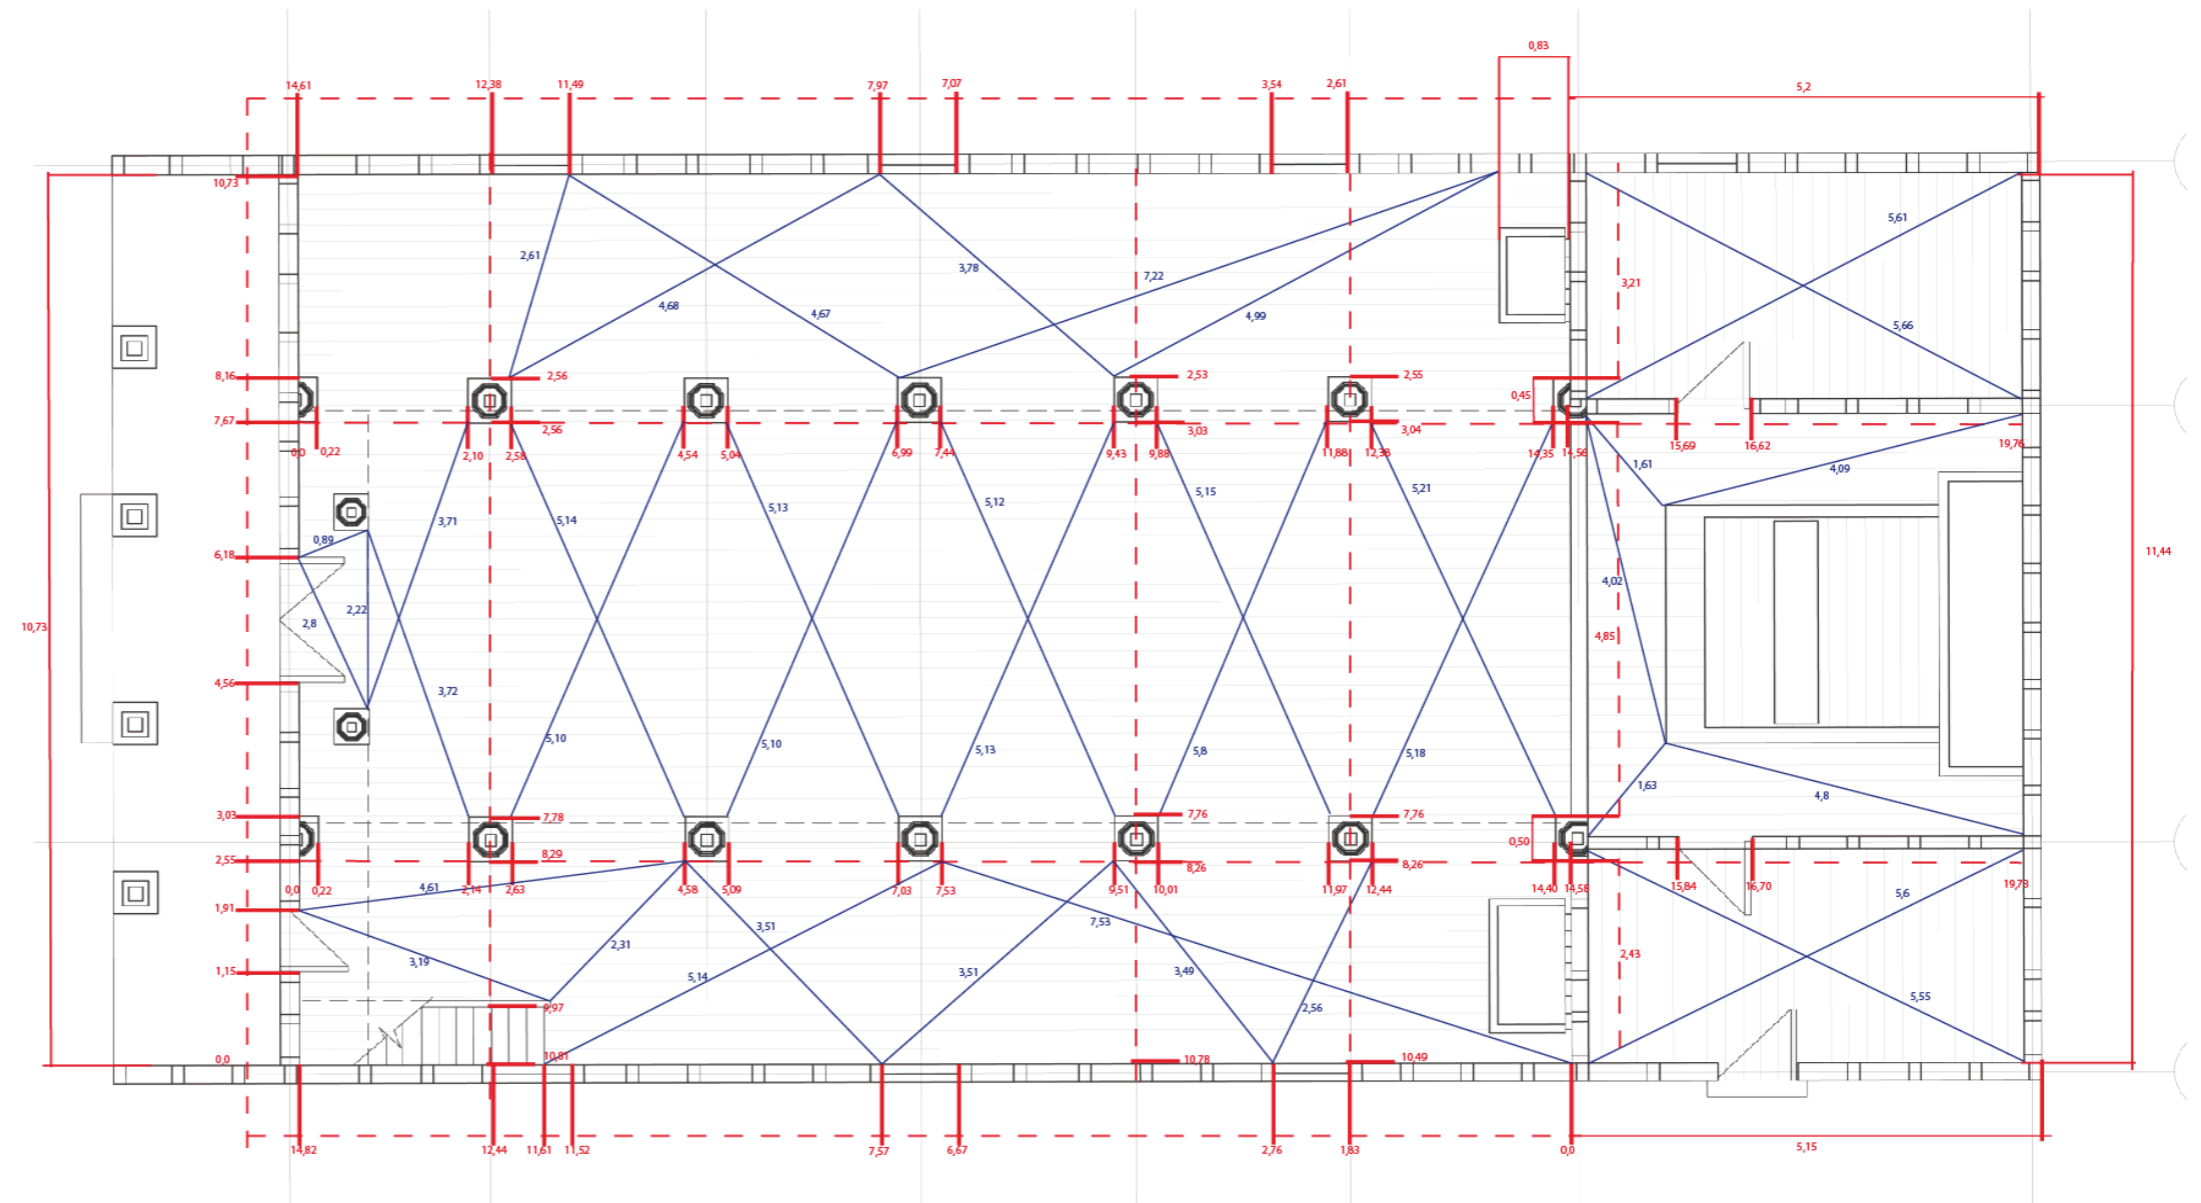 0,83
14,61 12,38 11,49 7,97 7,07 3,54 2,61 5,2
10,73
5,61
2,61 3,78 7,22 3,21
4,68 4,67 4,99 5,66
8,16 2,56 2,53 2,55 0,45
7,67 2,56 3,03 3,04
0,0 0,22 2,10 2,58 4,54 5,04 6,99 7,44 9,43 9,88 11,88 12,38 14,35 14,56 15,69 16,62 19,76
1,61 4,09
3,71 5,14 5,13 5,12 5,15 5,21
0,89
6,18 11,44
2,22 4,02
2,8
10,73 4,85
4,56 3,72
5,10 5,10 5,13 5,8 5,18
1,63 4,8
3,03 7,78 7,76 7,76
0,50
2,55 8,29 8,26 8,26
0,0 0,22 4,61 2,14 2,63 4,58 5,09 7,03 7,53 9,51 10,01 11,97 12,44 14,40 14,58 15,84 16,70 19,73
5,6
1,91 3,51 7,53
2,31 2,43
3,19 5,14 3,51 3,49
1,15
5,55
9,97 2,56
0,0 10,81 10,78 10,49
14,82 12,44 11,61 11,52 7,57 6,67 2,76 1,83 0,0 5,15